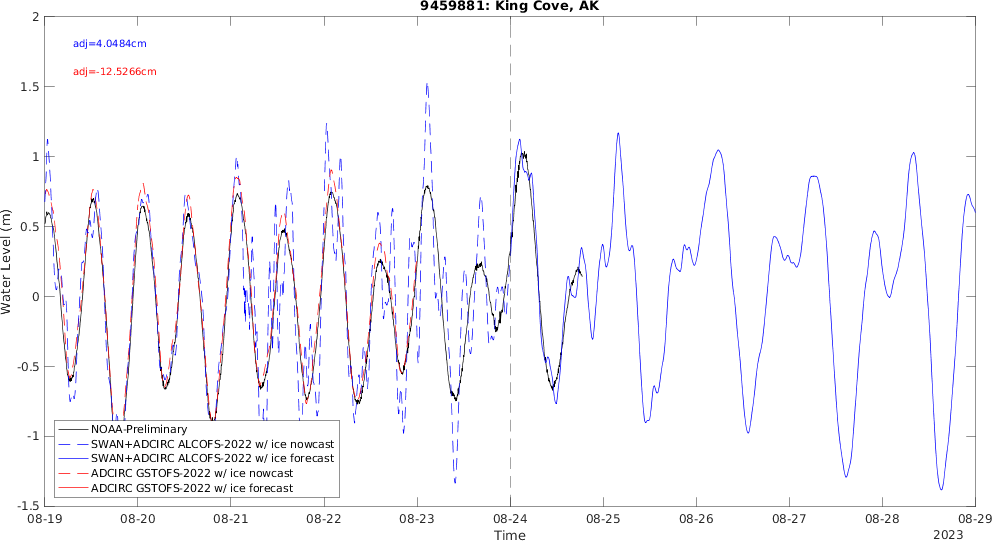 9459881: King Cove, AK
adj=4.0484cm
adj=-12.5266cm
Water Level (m)
2
1.5
1
0.5
0
-0.5
-1
-1.5
NOAA-Preliminary
SWAN+ADCIRC ALCOFS-2022 w/ ice nowcast
SWAN+ADCIRC ALCOFS-2022 w/ ice forecast
ADCIRC GSTOFS-2022 w/ ice nowcast
ADCIRC GSTOFS-2022 w/ ice forecast
08-19 08-20 08-21 08-22 08-23 08-24 08-25 08-26 08-27 08-28 08-29
Time
2023